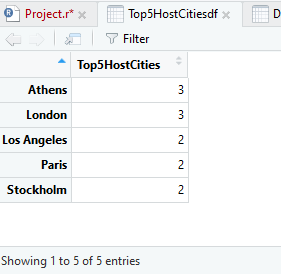 Project.r* Top5HostCitiesdf D
Filter
Top5HostCities
Athens 3
London 3
Los Angeles 2
Paris 2
Stockholm 2
Showing 1 to 5 of 5 entries